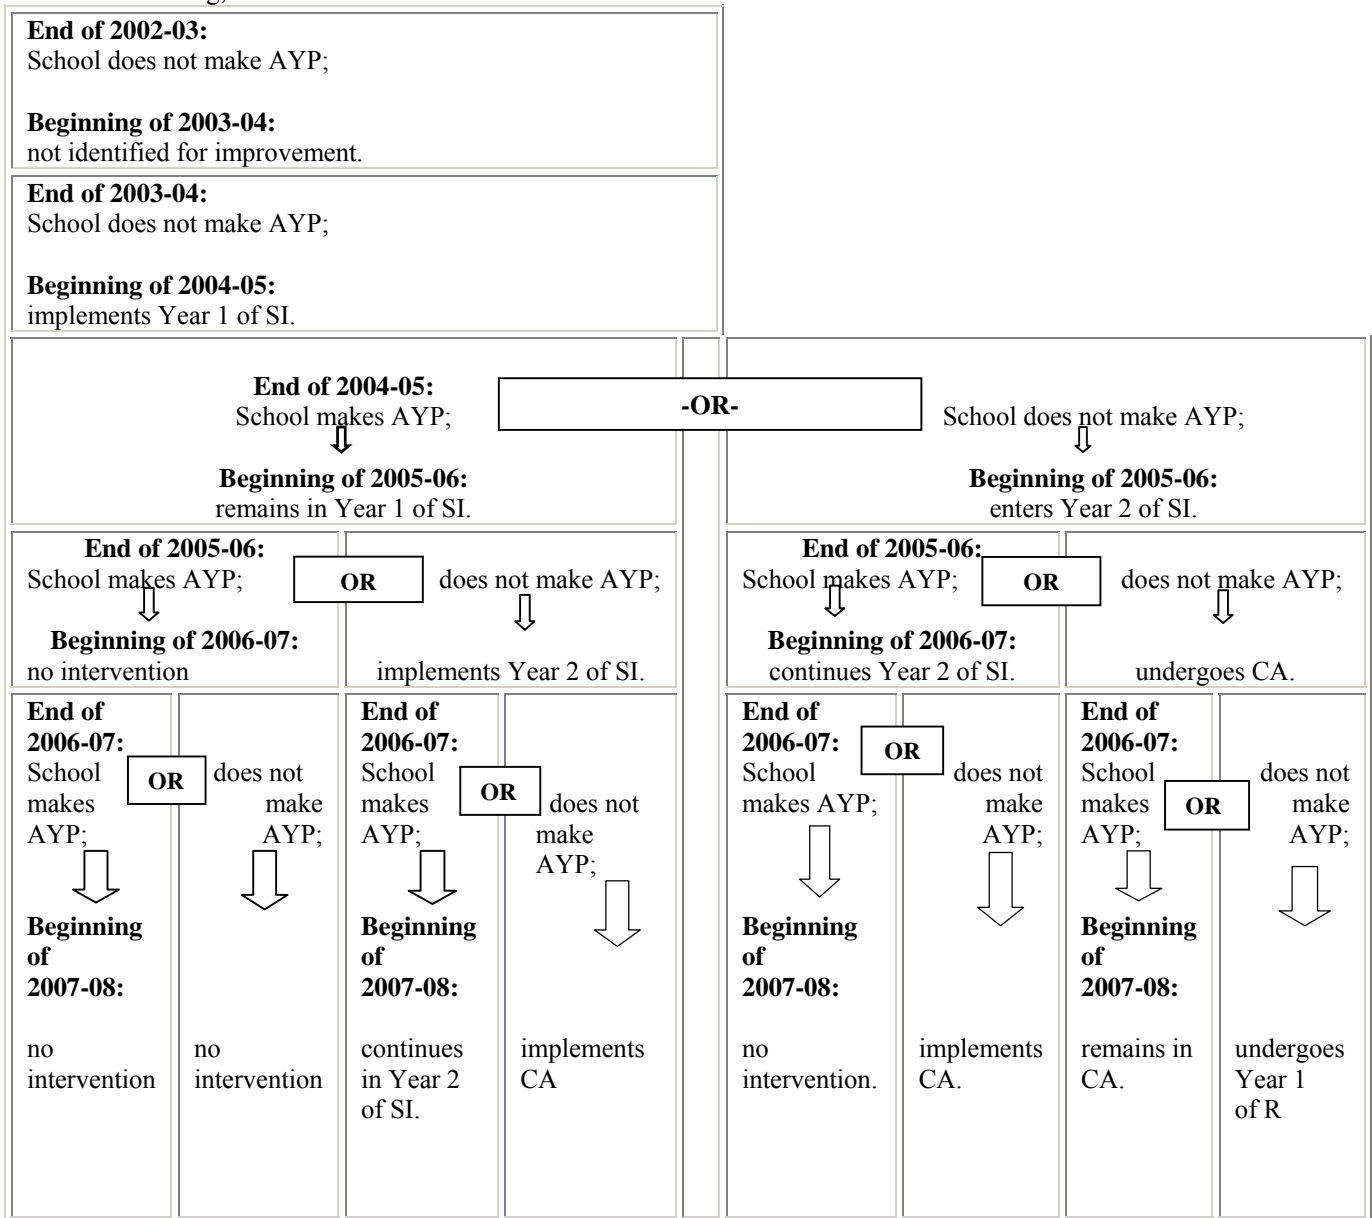 End of 2002-03:
School does not make AYP;
Beginning of 2003-04:
not identified for improvement.
End of 2003-04:
School does not make AYP;
Beginning of 2004-05:
implements Year 1 of SI.
End of 2004-05:
School makes AYP;
Beginning of 2005-06:
remains in Year 1 of SI.
-OR-
School does not make AYP;
Beginning of 2005-06:
enters Year 2 of SI.
End of 2005-06:
School makes AYP;
Beginning of 2006-07:
no intervention
OR
does not make AYP;
implements Year 2 of SI.
End of 2005-06:
School makes AYP;
Beginning of 2006-07:
continues Year 2 of SI.
OR
does not make AYP;
undergoes CA.
End of
2006-07:
School
makes
AYP;
Beginning
of
2007-08:
no
intervention
OR
does not
make
AYP;
no
intervention
End of
2006-07:
School
makes
AYP;
Beginning
of
2007-08:
continues
in Year 2
of SI.
OR
does not
make
AYP;
implements
CA
End of
2006-07:
School
makes AYP;
Beginning
of
2007-08:
no
intervention.
OR
does not
make
AYP;
implements
CA.
End of
2006-07:
School
makes
AYP;
Beginning
of
2007-08:
remains in
CA.
OR
does not
make
AYP;
undergoes
Year 1
of R